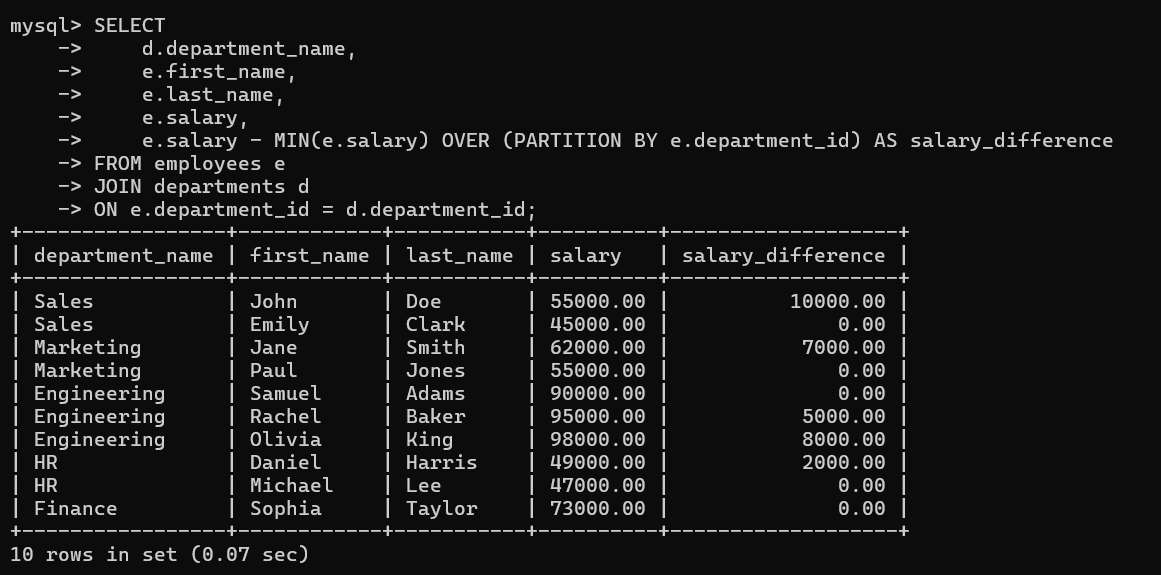 mysql> SELECT
    ->     d.department_name,
    ->     e.first_name,
    ->     e.last_name,
    ->     e.salary,
    ->     e.salary - MIN(e.salary) OVER (PARTITION BY e.department_id) AS salary_difference
    -> FROM employees e
    -> JOIN departments d
    -> ON e.department_id = d.department_id;
+-----------------+------------+-----------+----------+-------------------+
| department_name | first_name | last_name | salary   | salary_difference |
+-----------------+------------+-----------+----------+-------------------+
| Sales           | John       | Doe       | 55000.00 |          10000.00 |
| Sales           | Emily      | Clark     | 45000.00 |              0.00 |
| Marketing       | Jane       | Smith     | 62000.00 |           7000.00 |
| Marketing       | Paul       | Jones     | 55000.00 |              0.00 |
| Engineering     | Samuel     | Adams     | 90000.00 |              0.00 |
| Engineering     | Rachel     | Baker     | 95000.00 |           5000.00 |
| Engineering     | Olivia     | King      | 98000.00 |           8000.00 |
| HR              | Daniel     | Harris    | 49000.00 |           2000.00 |
| HR              | Michael    | Lee       | 47000.00 |              0.00 |
| Finance         | Sophia     | Taylor    | 73000.00 |              0.00 |
+-----------------+------------+-----------+----------+-------------------+
10 rows in set (0.07 sec)